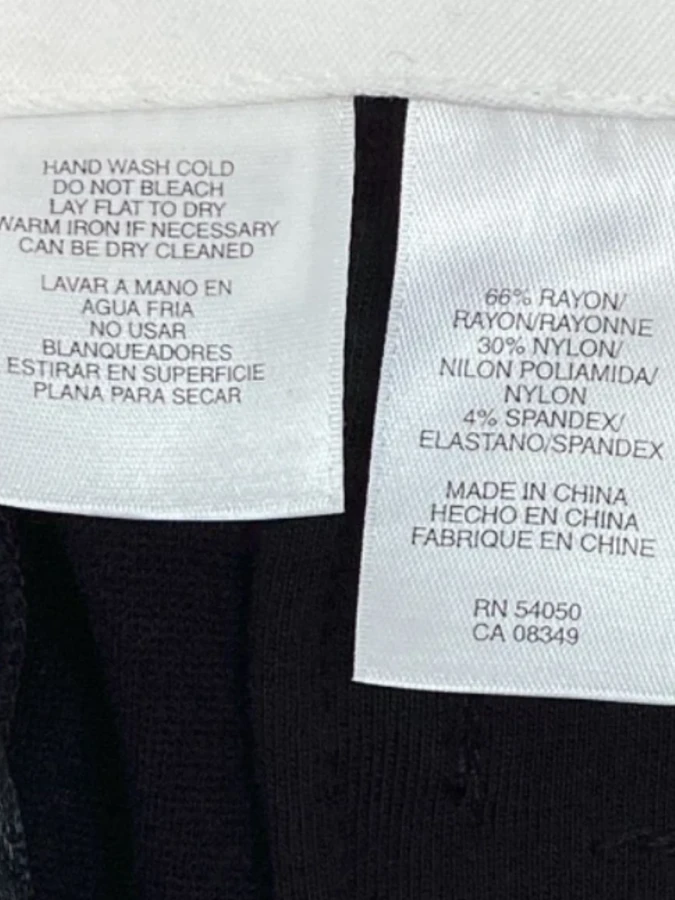 HAND WASH COLD
DO NOT BLEACH
LAY FLAT TO DRY
WARM IRON IF NECESSARY
CAN BE DRY CLEANED
LAVAR A MANO EN
AGUA FRIA
NO USAR
BLANQUEADORES
ESTIRAR EN SUPERFICIE
PLANA PARA SECAR
66% RAYON/
RAYON/RAYONNE
30% NYLON/
NILON POLIAMIDA/
NYLON
4% SPANDEX/
ELASTANO/SPANDEX
MADE IN CHINA
HECHO EN CHINA
FABRIQUE EN CHINE
RN 54050
CA 08349